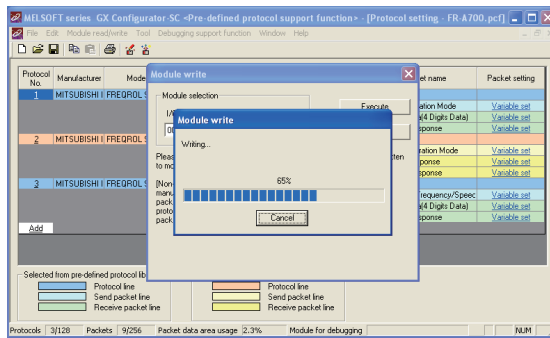 MELSOFT series GX Configurator-SC <Pre-defined protocol support function> - [Protocol setting - FR-A700.pcf]
File Edit Module read/write Tool Debugging support function Window Help
Protocol No. Manufacturer Mode et name Packet setting
Module write
1 MITSUBISHI FREQROL
Module selection
I/
Execute
ation Mode Variable set
(4 Digits Data) Variable set
sponse Variable set
Module write
Writing...
65%
Cancel
2 MITSUBISHI FREQROL
ration Mode Variable set
ponse Variable set
sponse Variable set
Pleas
to mo
ten
[Non-
manu
pack
proto
pack
3 MITSUBISHI FREQROL
requency/Speec Variable set
(4 Digits Data) Variable set
sponse Variable set
Add
Selected from pre-defined protocol lib
Protocol line
Send packet line
Receive packet line
Protocol line
Send packet line
Receive packet line
Protocols 3/128 Packets 9/256 Packet data area usage 2.3% Module for debugging NUM